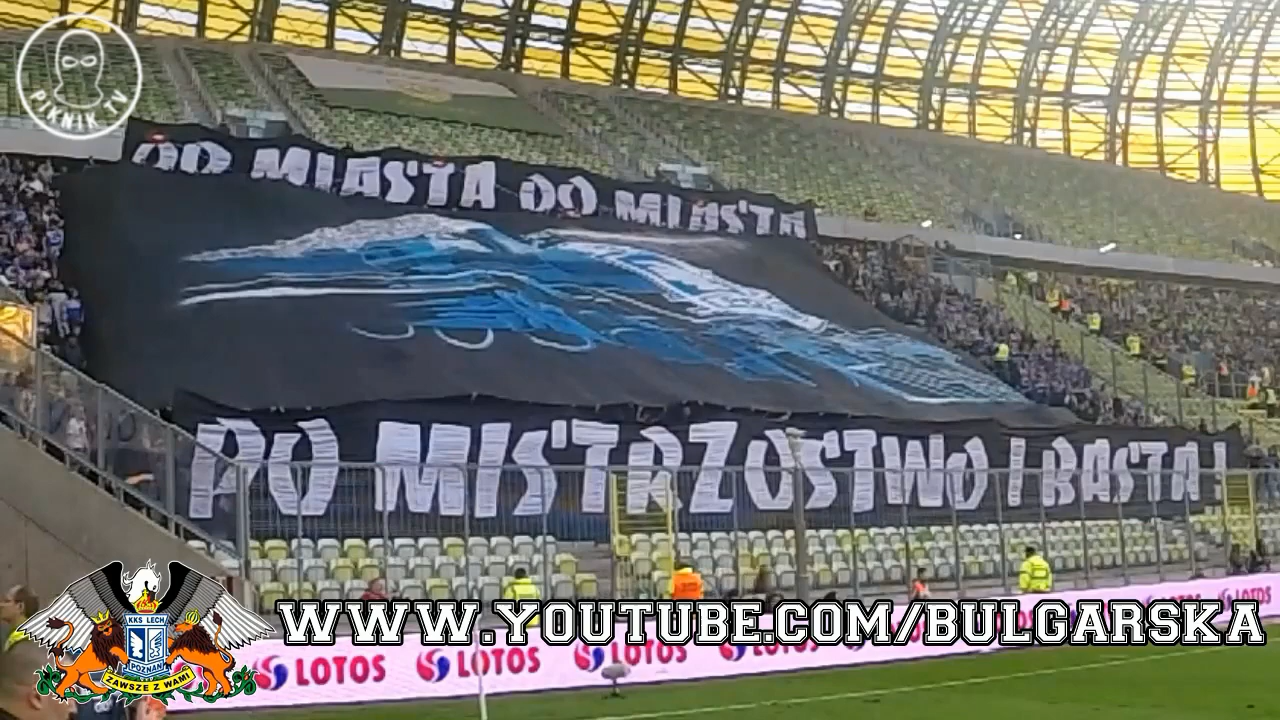 PIKNIK TV
OD MIASTA DO MIASTA
PO MISTRZOSTWO I BASTA!
KKS LECH
POZNAŃ
ZAWSZE Z WAMI
WWW.YOUTUBE.COM/BULGARSKA
LOTOS LOTOS LOTOS LOTOS LOTOS